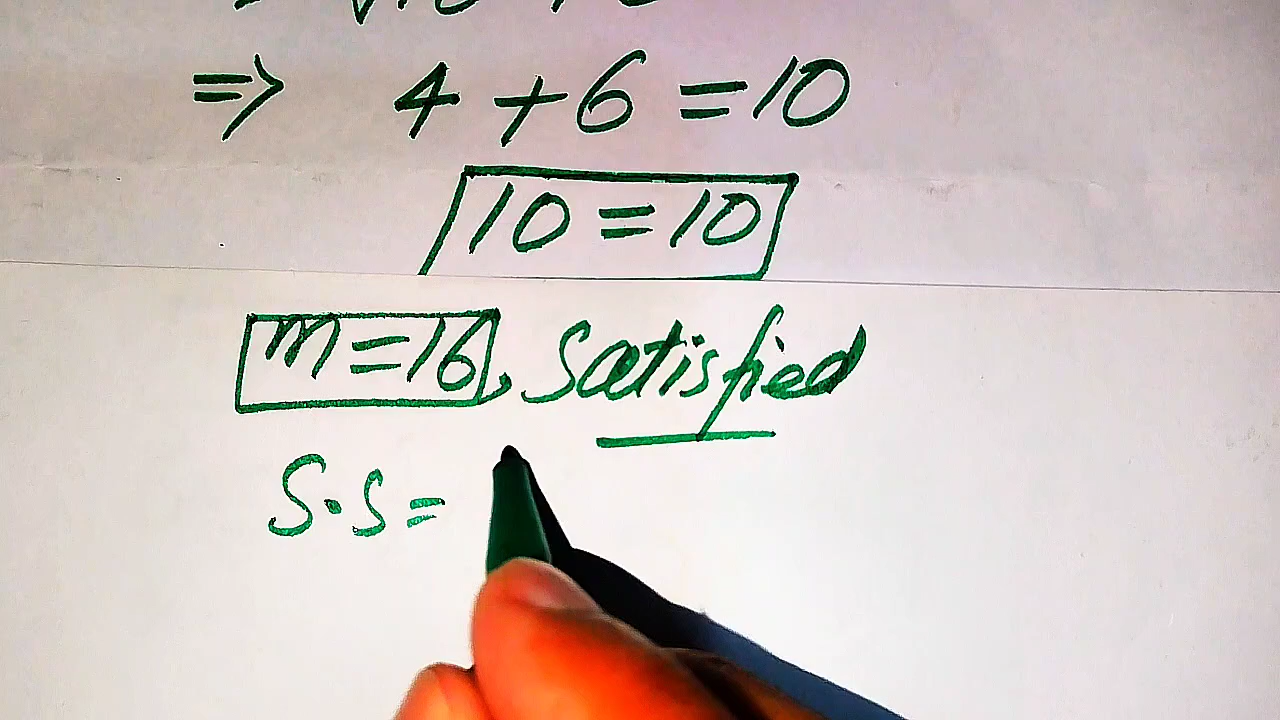 => 4 + 6 = 10
10 = 10
m = 16, Satisfied
S.S =